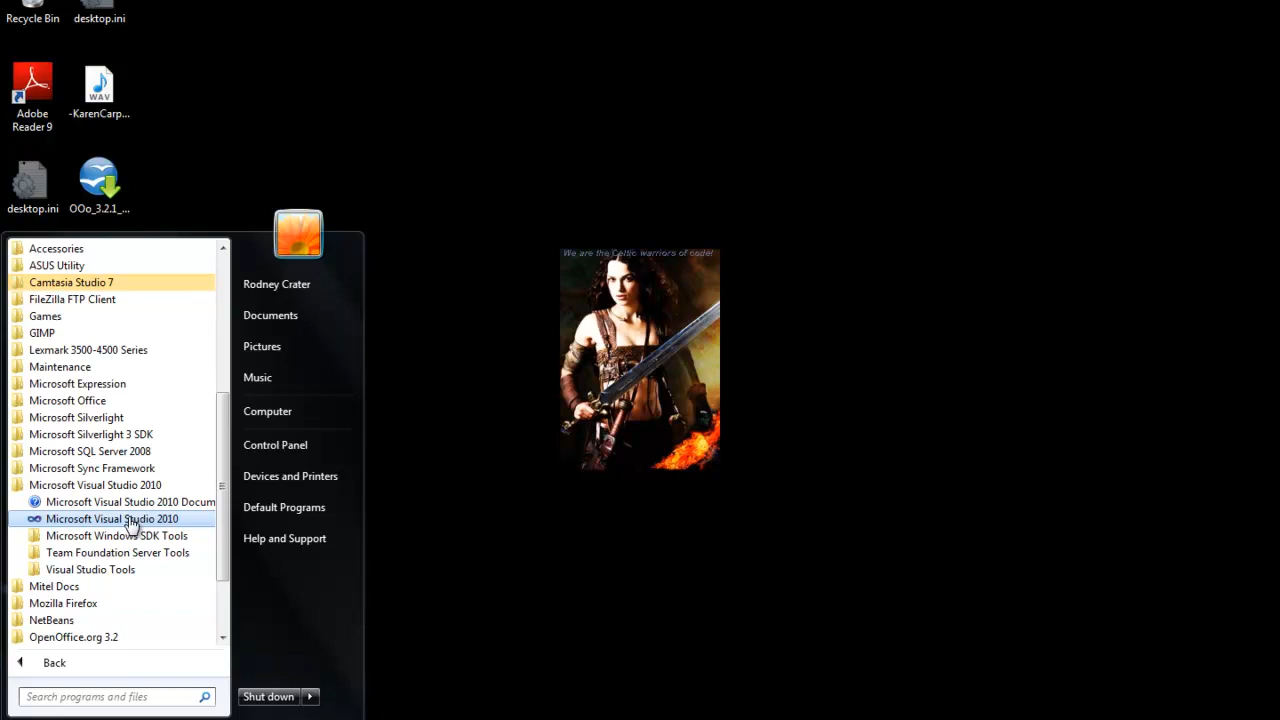 Recycle Bin
desktop.ini
Adobe
Reader 9
WAV
-KarenCarp...
desktop.ini
OOo_3.2.1_...
Accessories
ASUS Utility
Camtasia Studio 7
FileZilla FTP Client
Games
GIMP
Lexmark 3500-4500 Series
Maintenance
Microsoft Expression
Microsoft Office
Microsoft Silverlight
Microsoft Silverlight 3 SDK
Microsoft SQL Server 2008
Microsoft Sync Framework
Microsoft Visual Studio 2010
Microsoft Visual Studio 2010 Docum
Microsoft Visual Studio 2010
Microsoft Windows SDK Tools
Team Foundation Server Tools
Visual Studio Tools
Mitel Docs
Mozilla Firefox
NetBeans
OpenOffice.org 3.2
Back
Search programs and files
Rodney Crater
Documents
Pictures
Music
Computer
Control Panel
Devices and Printers
Default Programs
Help and Support
Shut down
We are the Celtic warriors of code!